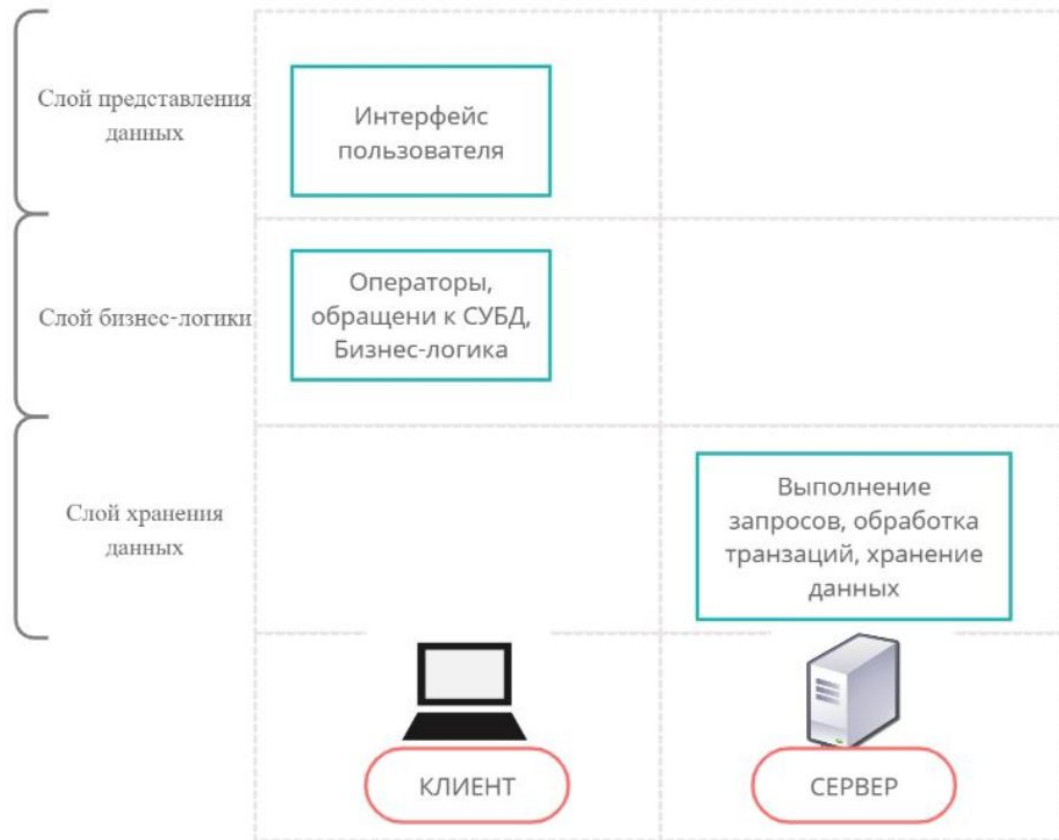 Слой представления
данных
Интерфейс
пользователя
Слой бизнес-логики
Операторы,
обращени к СУБД,
Бизнес-логика
Слой хранения
данных
Выполнение
запросов, обработка
транзаций, хранение
данных
КЛИЕНТ
СЕРВЕР